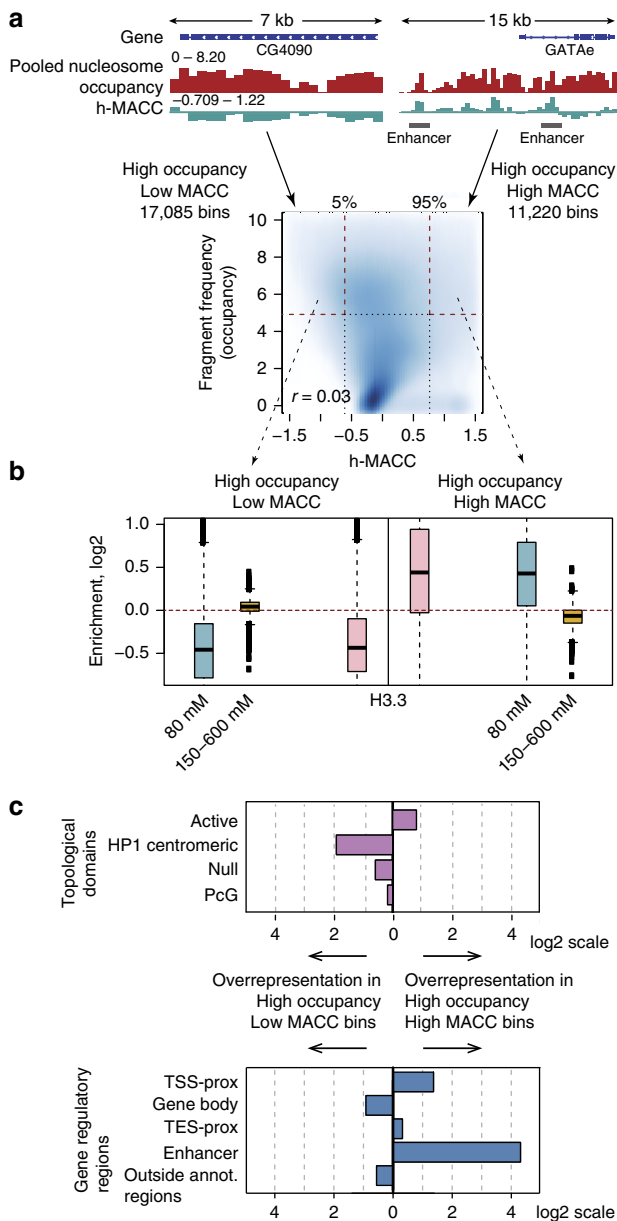 a
7 kb
15 kb
Gene
CG4090
GATAe
0 – 8.20
Pooled nucleosome
occupancy
−0.709 – 1.22
h-MACC
Enhancer
Enhancer
High occupancy
Low MACC
17,085 bins
High occupancy
High MACC
11,220 bins
5%
95%
Fragment frequency
(occupancy)
10
8
6
4
2
0
r = 0.03
−1.5
−0.5
0.5
1.5
h-MACC
b
High occupancy
Low MACC
High occupancy
High MACC
Enrichment, log2
1.0
0.5
0.0
−0.5
80 mM
150–600 mM
H3.3
80 mM
150–600 mM
c
Topological
domains
Active
HP1 centromeric
Null
PcG
4
2
0
2
4
log2 scale
Overrepresentation in
High occupancy
Low MACC bins
Overrepresentation in
High occupancy
High MACC bins
Gene regulatory
regions
TSS-prox
Gene body
TES-prox
Enhancer
Outside annot.
regions
4
2
0
2
4
log2 scale